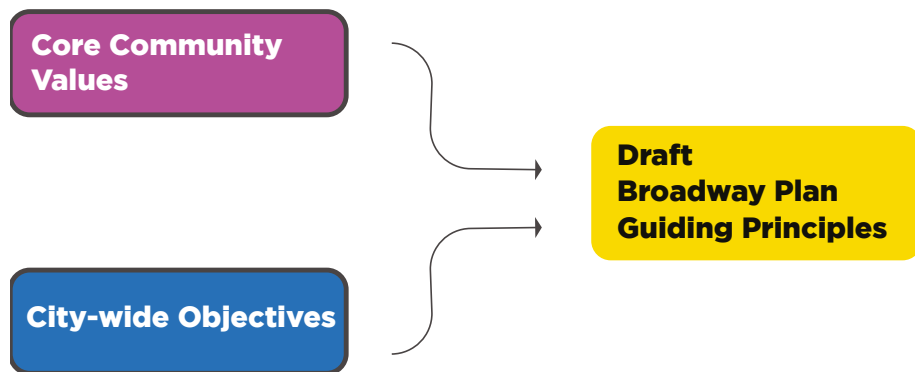 Core Community
Values
Draft
Broadway Plan
Guiding Principles
City-wide Objectives